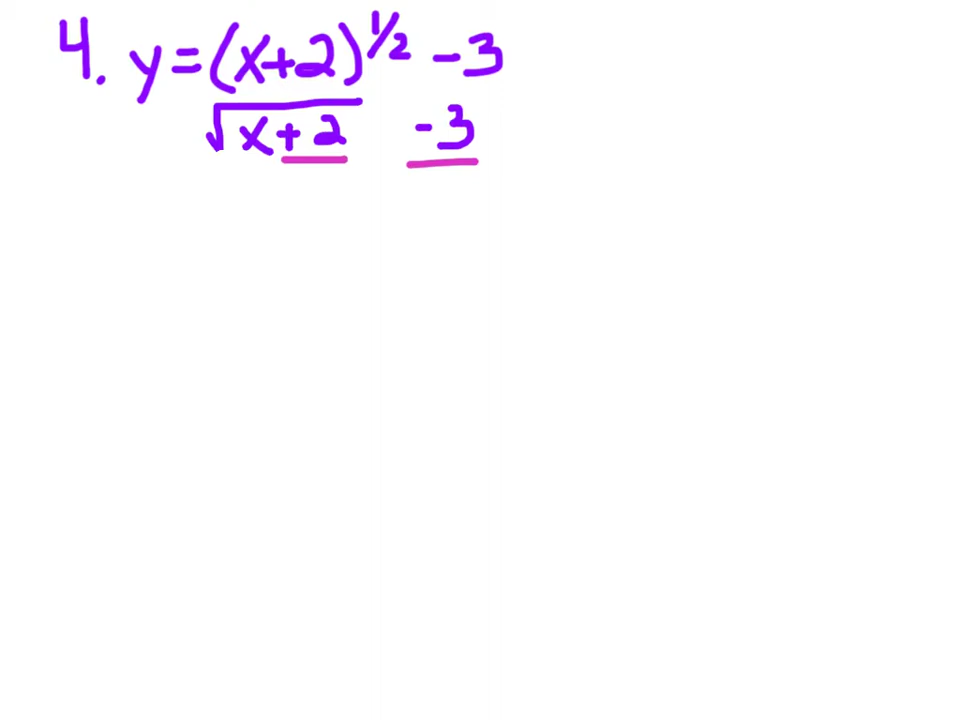 4. y=(x+2)^1/2 -3
√x+2 -3